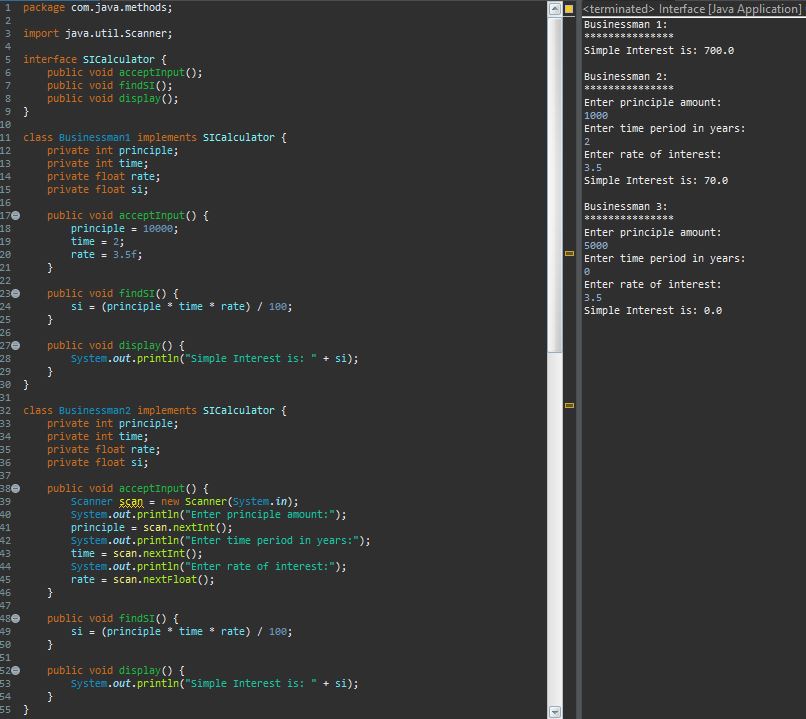 1 package com.java.methods;
2
3 import java.util.Scanner;
4
5 interface SICalculator {
6 public void acceptInput();
7 public void findSI();
8 public void display();
9 }
10
11 class Businessman1 implements SICalculator {
12 private int principle;
13 private int time;
14 private float rate;
15 private float si;
16
17 public void acceptInput() {
18 principle = 10000;
19 time = 2;
20 rate = 3.5f;
21 }
22
23 public void findSI() {
24 si = (principle * time * rate) / 100;
25 }
26
27 public void display() {
28 System.out.println("Simple Interest is: " + si);
29 }
30 }
31
32 class Businessman2 implements SICalculator {
33 private int principle;
34 private int time;
35 private float rate;
36 private float si;
37
38 public void acceptInput() {
39 Scanner scan = new Scanner(System.in);
40 System.out.println("Enter principle amount:");
41 principle = scan.nextInt();
42 System.out.println("Enter time period in years:");
43 time = scan.nextInt();
44 System.out.println("Enter rate of interest:");
45 rate = scan.nextFloat();
46 }
47
48 public void findSI() {
49 si = (principle * time * rate) / 100;
50 }
51
52 public void display() {
53 System.out.println("Simple Interest is: " + si);
54 }
55 }
<terminated> Interface [Java Application]
Businessman 1:
***************
Simple Interest is: 700.0

Businessman 2:
***************
Enter principle amount:
1000
Enter time period in years:
2
Enter rate of interest:
3.5
Simple Interest is: 70.0

Businessman 3:
***************
Enter principle amount:
5000
Enter time period in years:
0
Enter rate of interest:
3.5
Simple Interest is: 0.0